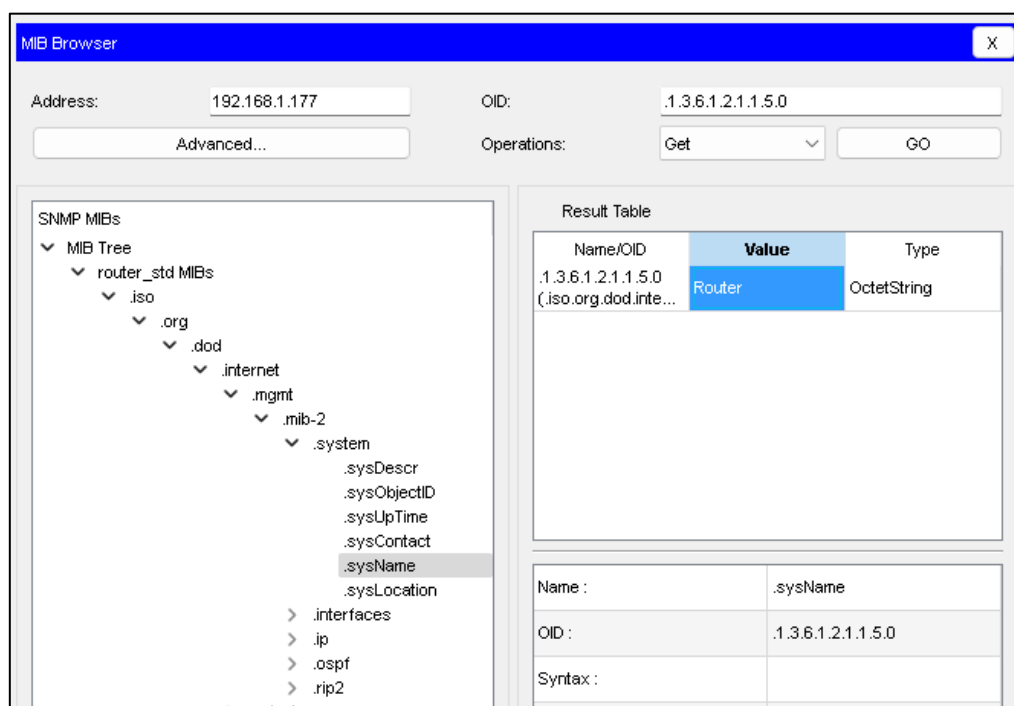 MIB Browser
X
Address:
192.168.1.177
OID:
.1.3.6.1.2.1.1.5.0
Advanced...
Operations:
Get
GO
SNMP MIBs
MIB Tree
router_std MIBs
.iso
.org
.dod
.internet
.mgmt
.mib-2
.system
.sysDescr
.sysObjectID
.sysUpTime
.sysContact
.sysName
.sysLocation
.interfaces
.ip
.ospf
.rip2
Result Table
Name/OID Value Type
.1.3.6.1.2.1.1.5.0
(.iso.org.dod.inte...
Router
OctetString
Name : .sysName
OID : .1.3.6.1.2.1.1.5.0
Syntax :